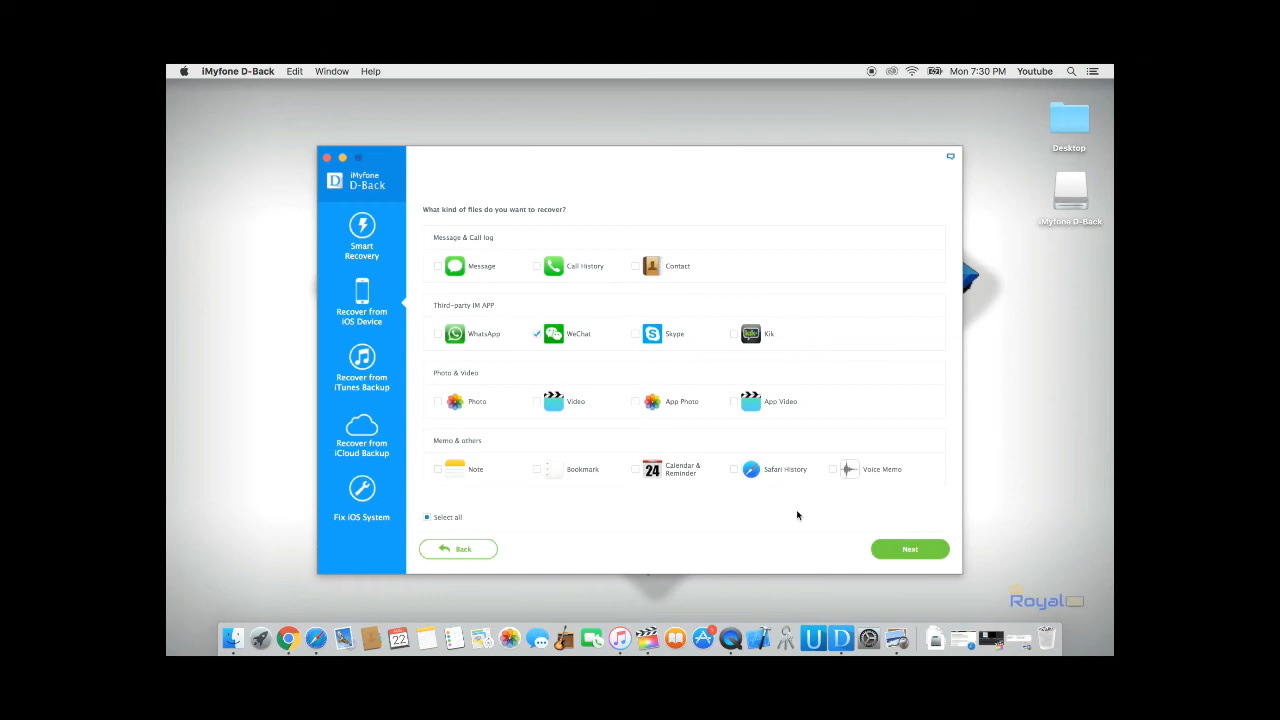 iMyfone D-Back Edit Window Help Mon 7:30 PM Youtube
Desktop
iMyfone D-Back
iMyfone
D-Back
Smart
Recovery
Recover from
iOS Device
Recover from
iTunes Backup
Recover from
iCloud Backup
Fix iOS System
What kind of files do you want to recover?
Message & Call log
Message Call History Contact
Third-party IM APP
WhatsApp WeChat Skype Kik
Photo & Video
Photo Video App Photo App Video
Memo & others
Note Bookmark 24 Calendar &
Reminder Safari History Voice Memo
Select all
Back Next
Royal
22 U D